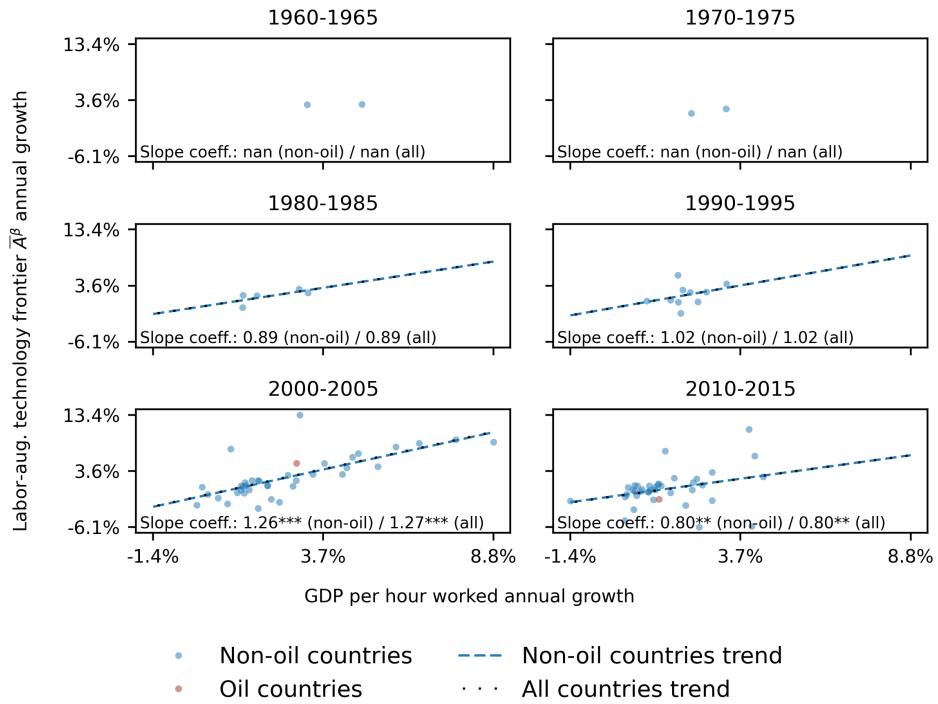 1960-1965
1970-1975
13.4%
3.6%
-6.1%
Slope coeff.: nan (non-oil) / nan (all)
Slope coeff.: nan (non-oil) / nan (all)
1980-1985
1990-1995
13.4%
3.6%
-6.1%
Slope coeff.: 0.89 (non-oil) / 0.89 (all)
Slope coeff.: 1.02 (non-oil) / 1.02 (all)
2000-2005
2010-2015
13.4%
3.6%
-6.1%
Slope coeff.: 1.26*** (non-oil) / 1.27*** (all)
Slope coeff.: 0.80** (non-oil) / 0.80** (all)
-1.4%
3.7%
8.8%
-1.4%
3.7%
8.8%
Labor-aug. technology frontier A̅^β annual growth
GDP per hour worked annual growth
Non-oil countries
Non-oil countries trend
Oil countries
All countries trend